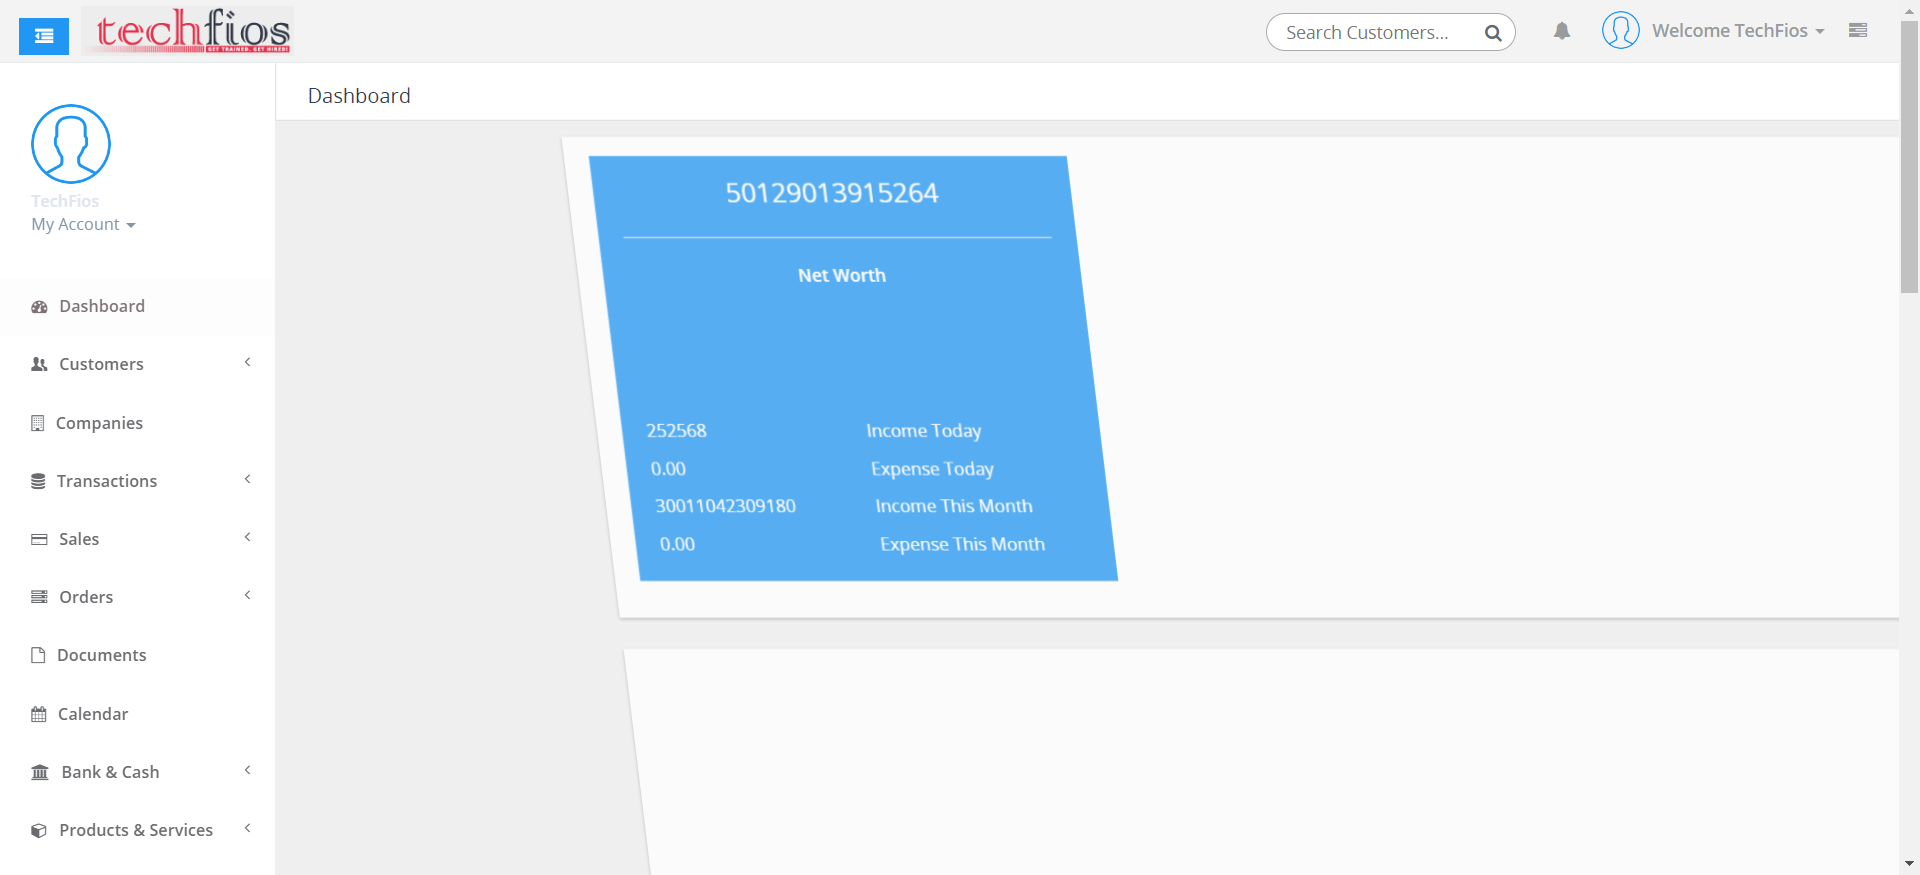 techfios
GET TRAINED. GET HIRED!
Search Customers...
Welcome TechFios
Dashboard
TechFios
My Account
Dashboard
Customers
Companies
Transactions
Sales
Orders
Documents
Calendar
Bank & Cash
Products & Services
50129013915264
Net Worth
252568 Income Today
0.00 Expense Today
30011042309180 Income This Month
0.00 Expense This Month